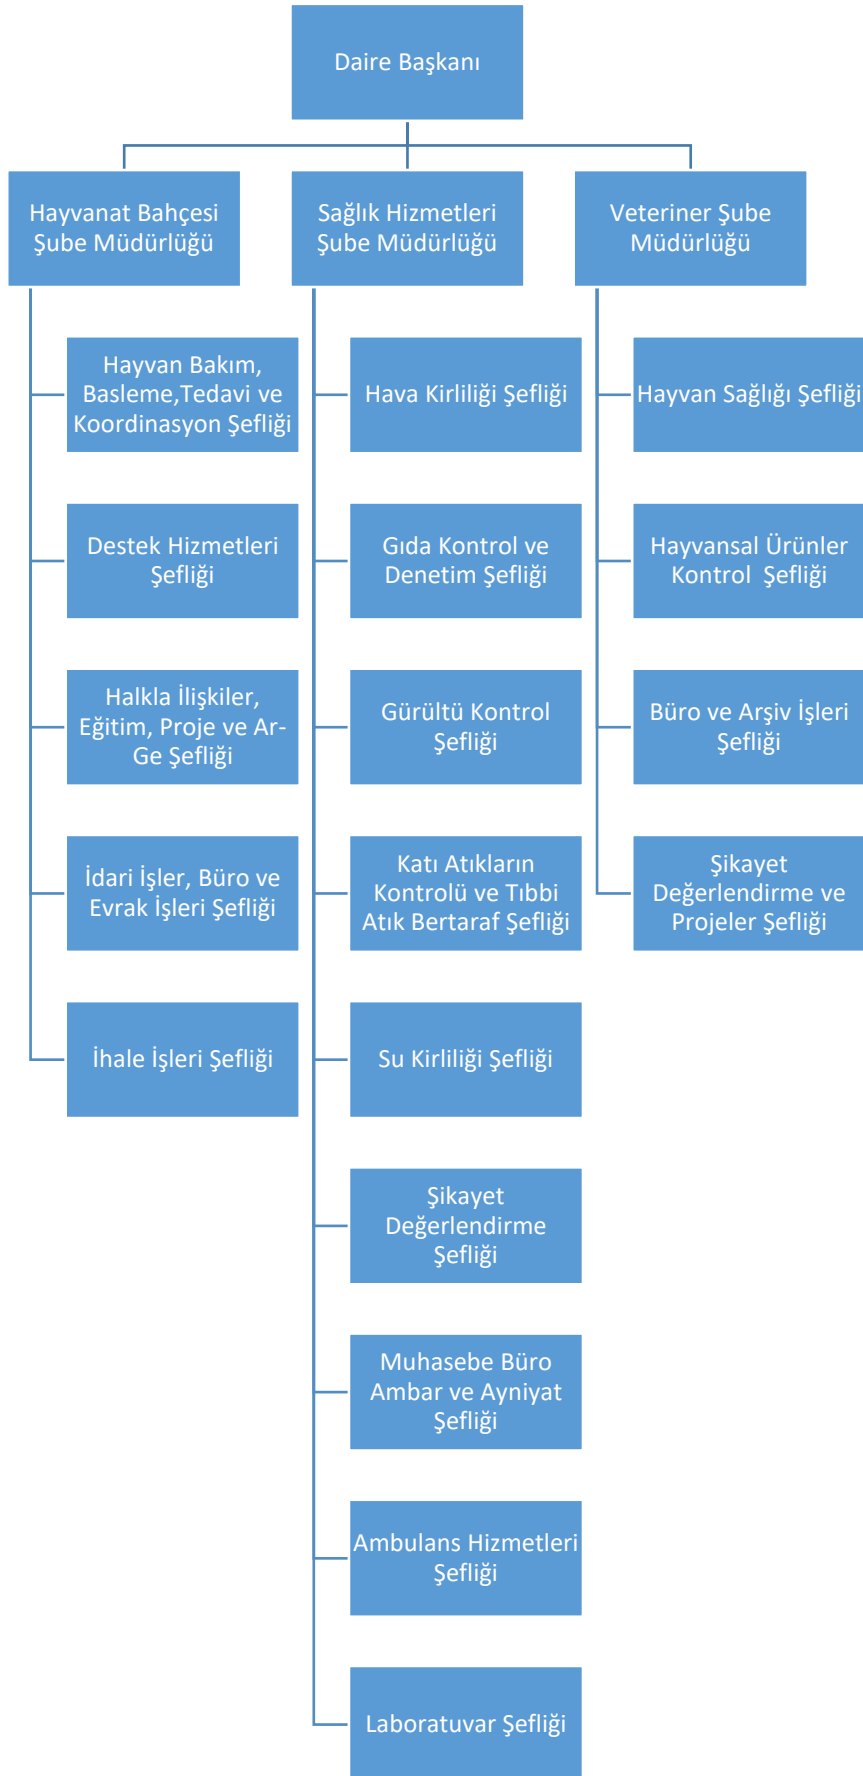 Daire Başkanı
Hayvanat Bahçesi
Şube Müdürlüğü
Hayvan Bakım,
Basleme,Tedavi ve
Koordinasyon Şefliği
Destek Hizmetleri
Şefliği
Halkla İlişkiler,
Eğitim, Proje ve Ar-
Ge Şefliği
İdari İşler, Büro ve
Evrak İşleri Şefliği
İhale İşleri Şefliği
Sağlık Hizmetleri
Şube Müdürlüğü
Hava Kirliliği Şefliği
Gıda Kontrol ve
Denetim Şefliği
Gürültü Kontrol
Şefliği
Katı Atıkların
Kontrolü ve Tıbbi
Atık Bertaraf Şefliği
Su Kirliliği Şefliği
Şikayet
Değerlendirme
Şefliği
Muhasebe Büro
Ambar ve Ayniyat
Şefliği
Ambulans Hizmetleri
Şefliği
Laboratuvar Şefliği
Veteriner Şube
Müdürlüğü
Hayvan Sağlığı Şefliği
Hayvansal Ürünler
Kontrol  Şefliği
Büro ve Arşiv İşleri
Şefliği
Şikayet
Değerlendirme ve
Projeler Şefliği